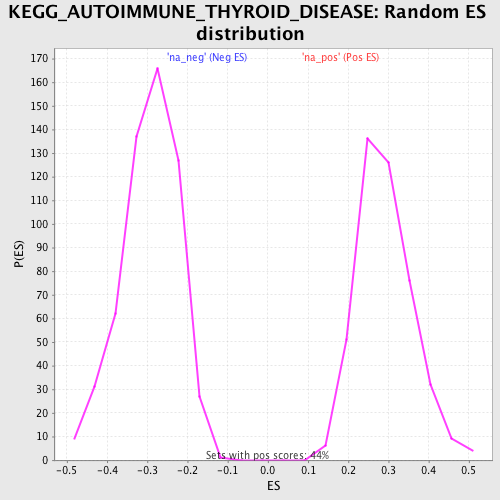 KEGG_AUTOIMMUNE_THYROID_DISEASE: Random ES
distribution
'na_neg' (Neg ES) 'na_pos' (Pos ES)
170
160
150
140
130
120
110
100
90
80
70
60
50
40
30
20
10
0
P(ES)
Sets with pos scores: 44%
-0.5 -0.4 -0.3 -0.2 -0.1 0.0 0.1 0.2 0.3 0.4 0.5
ES